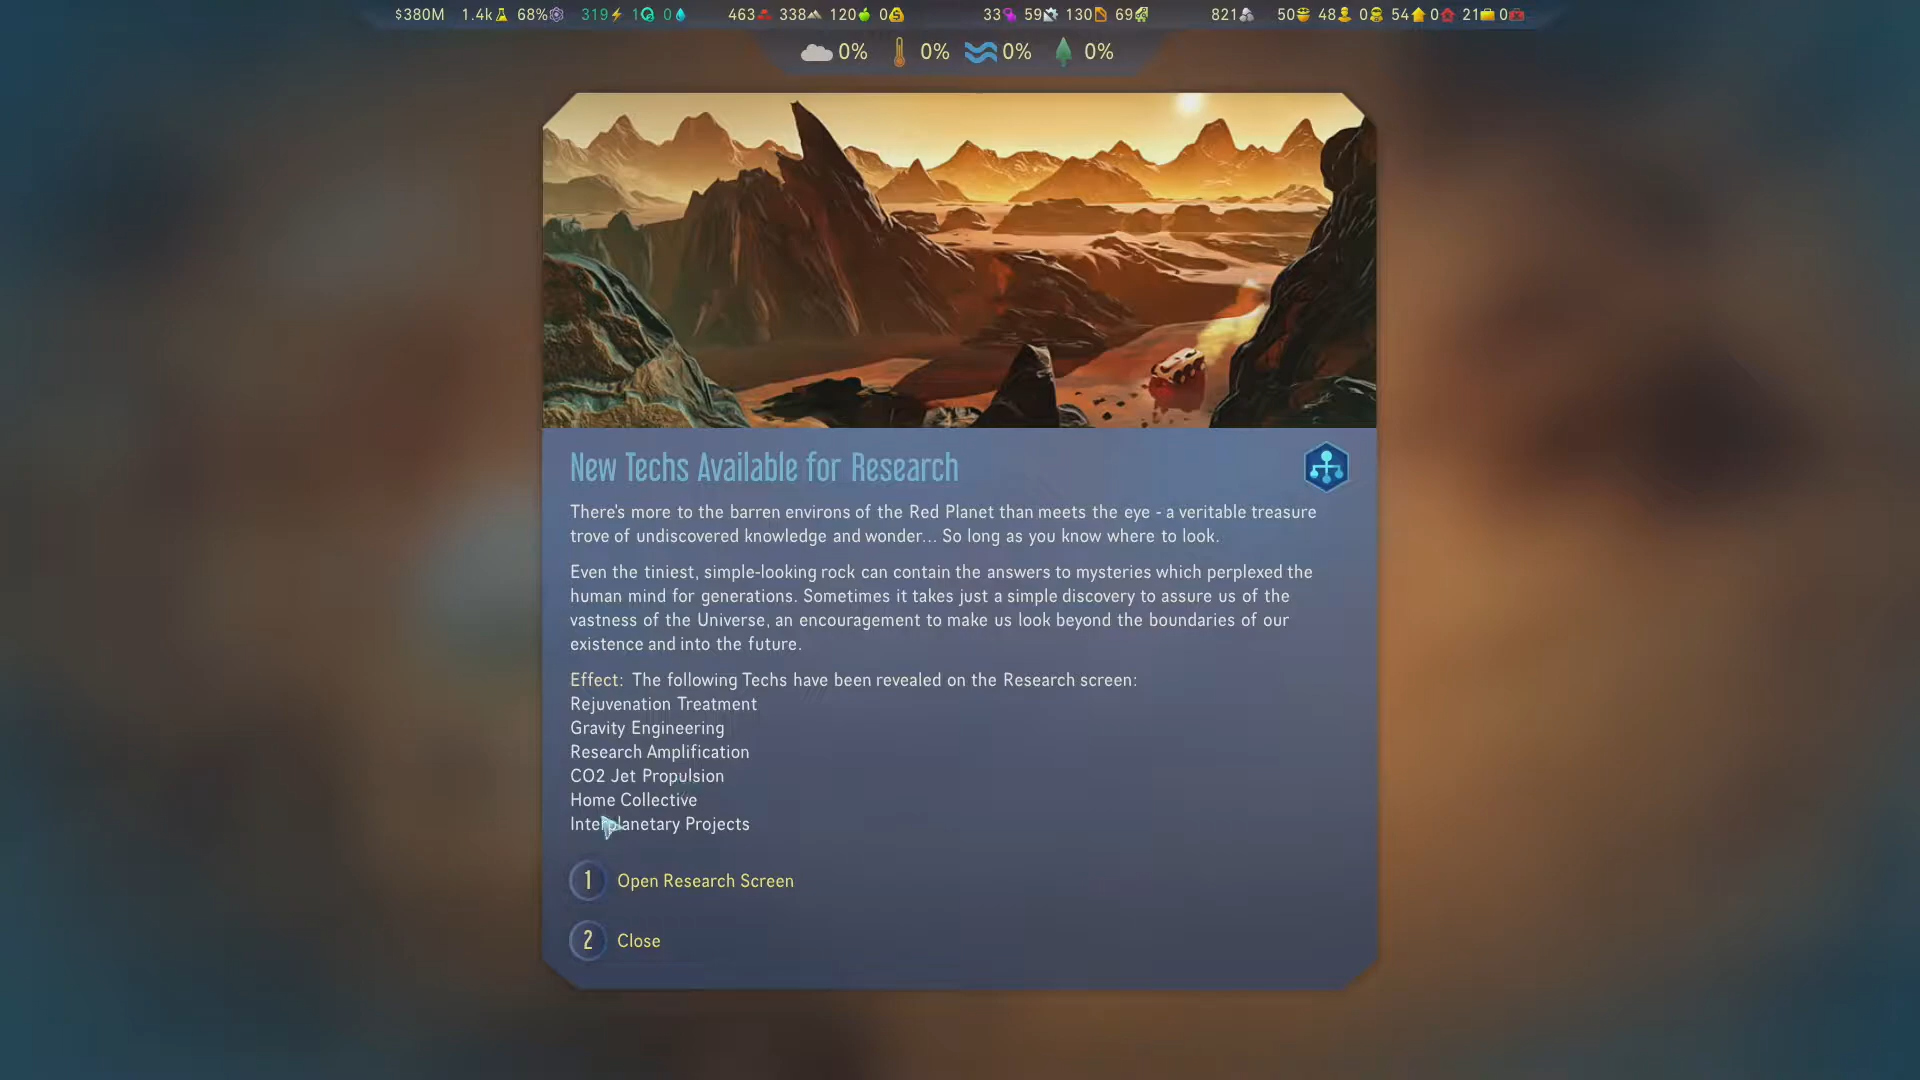 $380M 1.4k 68% 319 1 0 463 338 120 0 33 59 130 69 821 50 48 0 54 0 21 0
0% 0% 0% 0%
New Techs Available for Research
There's more to the barren environs of the Red Planet than meets the eye - a veritable treasure
trove of undiscovered knowledge and wonder... So long as you know where to look.
Even the tiniest, simple-looking rock can contain the answers to mysteries which perplexed the
human mind for generations. Sometimes it takes just a simple discovery to assure us of the
vastness of the Universe, an encouragement to make us look beyond the boundaries of our
existence and into the future.
Effect: The following Techs have been revealed on the Research screen:
Rejuvenation Treatment
Gravity Engineering
Research Amplification
CO2 Jet Propulsion
Home Collective
Interplanetary Projects
1 Open Research Screen
2 Close